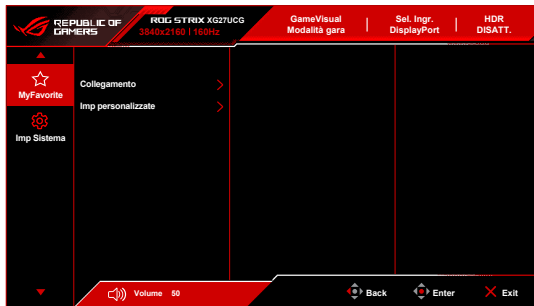 REPUBLIC OF
GAMERS
ROG STRIX XG27UCG
3840x2160 | 160Hz
GameVisual
Modalità gara
Sel. Ingr.
DisplayPort
HDR
DISATT.
MyFavorite
Collegamento
Imp personalizzate
Imp Sistema
Volume 50
Back
Enter
Exit